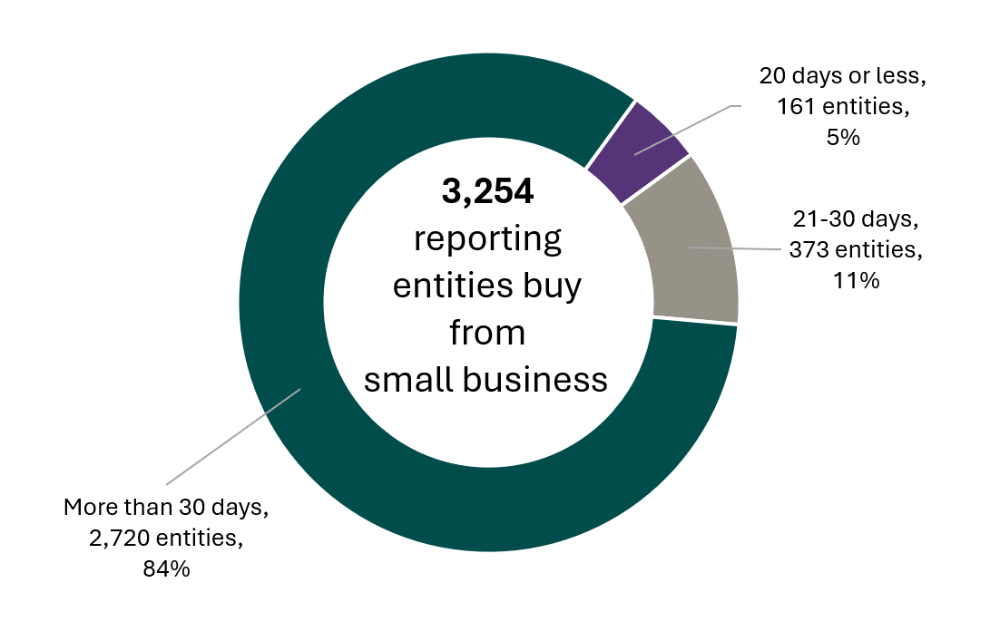 20 days or less,
161 entities,
5%
3,254
reporting
entities buy
from
small business
21-30 days,
373 entities,
11%
More than 30 days,
2,720 entities,
84%